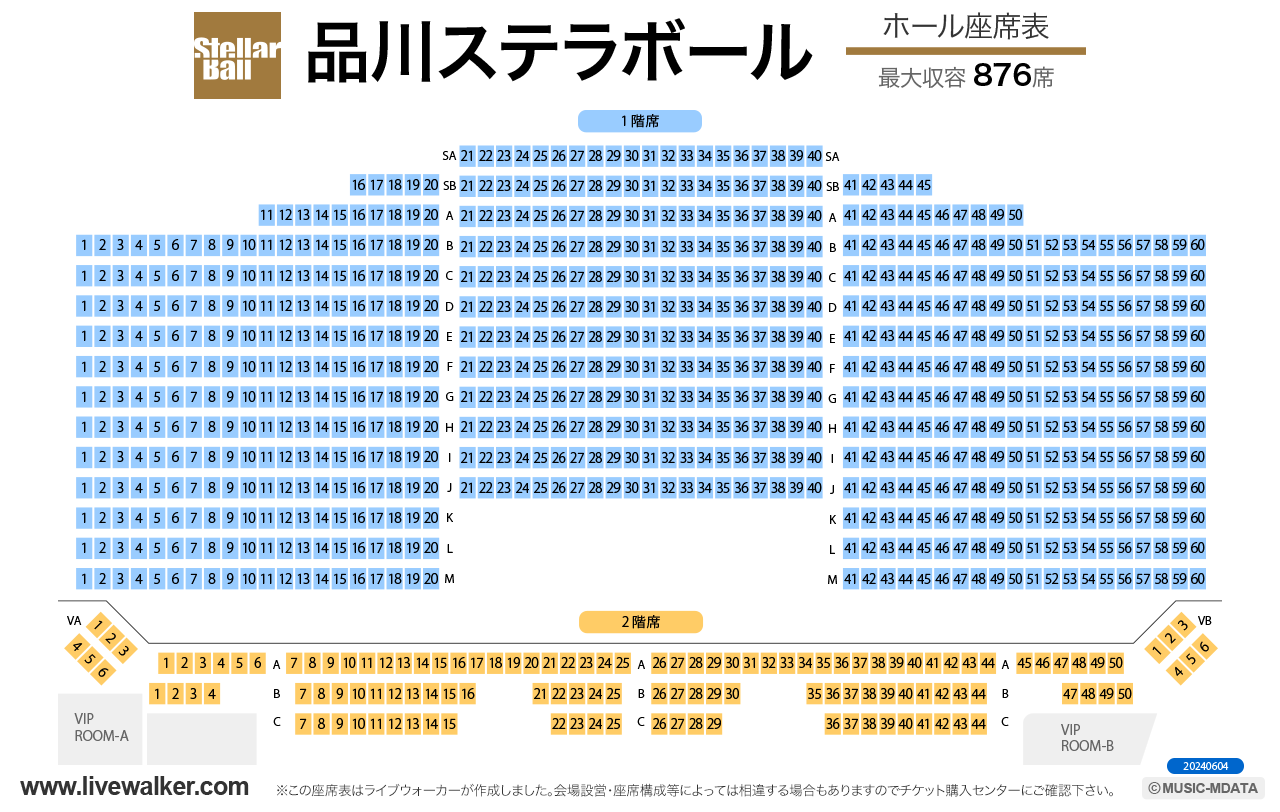 Stellar
Ball
品川ステラボール
ホール座席表
最大収容 876席
1階席
SA 21 22 23 24 25 26 27 28 29 30 31 32 33 34 35 36 37 38 39 40 SA
16 17 18 19 20 SB 21 22 23 24 25 26 27 28 29 30 31 32 33 34 35 36 37 38 39 40 SB 41 42 43 44 45
11 12 13 14 15 16 17 18 19 20 A 21 22 23 24 25 26 27 28 29 30 31 32 33 34 35 36 37 38 39 40 A 41 42 43 44 45 46 47 48 49 50
1 2 3 4 5 6 7 8 9 10 11 12 13 14 15 16 17 18 19 20 B 21 22 23 24 25 26 27 28 29 30 31 32 33 34 35 36 37 38 39 40 B 41 42 43 44 45 46 47 48 49 50 51 52 53 54 55 56 57 58 59 60
1 2 3 4 5 6 7 8 9 10 11 12 13 14 15 16 17 18 19 20 C 21 22 23 24 25 26 27 28 29 30 31 32 33 34 35 36 37 38 39 40 C 41 42 43 44 45 46 47 48 49 50 51 52 53 54 55 56 57 58 59 60
1 2 3 4 5 6 7 8 9 10 11 12 13 14 15 16 17 18 19 20 D 21 22 23 24 25 26 27 28 29 30 31 32 33 34 35 36 37 38 39 40 D 41 42 43 44 45 46 47 48 49 50 51 52 53 54 55 56 57 58 59 60
1 2 3 4 5 6 7 8 9 10 11 12 13 14 15 16 17 18 19 20 E 21 22 23 24 25 26 27 28 29 30 31 32 33 34 35 36 37 38 39 40 E 41 42 43 44 45 46 47 48 49 50 51 52 53 54 55 56 57 58 59 60
1 2 3 4 5 6 7 8 9 10 11 12 13 14 15 16 17 18 19 20 F 21 22 23 24 25 26 27 28 29 30 31 32 33 34 35 36 37 38 39 40 F 41 42 43 44 45 46 47 48 49 50 51 52 53 54 55 56 57 58 59 60
1 2 3 4 5 6 7 8 9 10 11 12 13 14 15 16 17 18 19 20 G 21 22 23 24 25 26 27 28 29 30 31 32 33 34 35 36 37 38 39 40 G 41 42 43 44 45 46 47 48 49 50 51 52 53 54 55 56 57 58 59 60
1 2 3 4 5 6 7 8 9 10 11 12 13 14 15 16 17 18 19 20 H 21 22 23 24 25 26 27 28 29 30 31 32 33 34 35 36 37 38 39 40 H 41 42 43 44 45 46 47 48 49 50 51 52 53 54 55 56 57 58 59 60
1 2 3 4 5 6 7 8 9 10 11 12 13 14 15 16 17 18 19 20 I 21 22 23 24 25 26 27 28 29 30 31 32 33 34 35 36 37 38 39 40 I 41 42 43 44 45 46 47 48 49 50 51 52 53 54 55 56 57 58 59 60
1 2 3 4 5 6 7 8 9 10 11 12 13 14 15 16 17 18 19 20 J 21 22 23 24 25 26 27 28 29 30 31 32 33 34 35 36 37 38 39 40 J 41 42 43 44 45 46 47 48 49 50 51 52 53 54 55 56 57 58 59 60
1 2 3 4 5 6 7 8 9 10 11 12 13 14 15 16 17 18 19 20 K K 41 42 43 44 45 46 47 48 49 50 51 52 53 54 55 56 57 58 59 60
1 2 3 4 5 6 7 8 9 10 11 12 13 14 15 16 17 18 19 20 L L 41 42 43 44 45 46 47 48 49 50 51 52 53 54 55 56 57 58 59 60
1 2 3 4 5 6 7 8 9 10 11 12 13 14 15 16 17 18 19 20 M M 41 42 43 44 45 46 47 48 49 50 51 52 53 54 55 56 57 58 59 60
2階席
VA
1 2 3
4 5 6
VB
1 2 3
4 5 6
1 2 3 4 5 6 A 7 8 9 10 11 12 13 14 15 16 17 18 19 20 21 22 23 24 25 A 26 27 28 29 30 31 32 33 34 35 36 37 38 39 40 41 42 43 44 A 45 46 47 48 49 50
1 2 3 4 B 7 8 9 10 11 12 13 14 15 16 21 22 23 24 25 B 26 27 28 29 30 35 36 37 38 39 40 41 42 43 44 B 47 48 49 50
C 7 8 9 10 11 12 13 14 15 22 23 24 25 C 26 27 28 29 36 37 38 39 40 41 42 43 44 C
VIP
ROOM-A
VIP
ROOM-B
20240604
www.livewalker.com
※この座席表はライブウォーカーが作成しました。会場設営・座席構成等によっては相違する場合もありますのでチケット購入センターにご確認下さい。
©MUSIC-MDATA